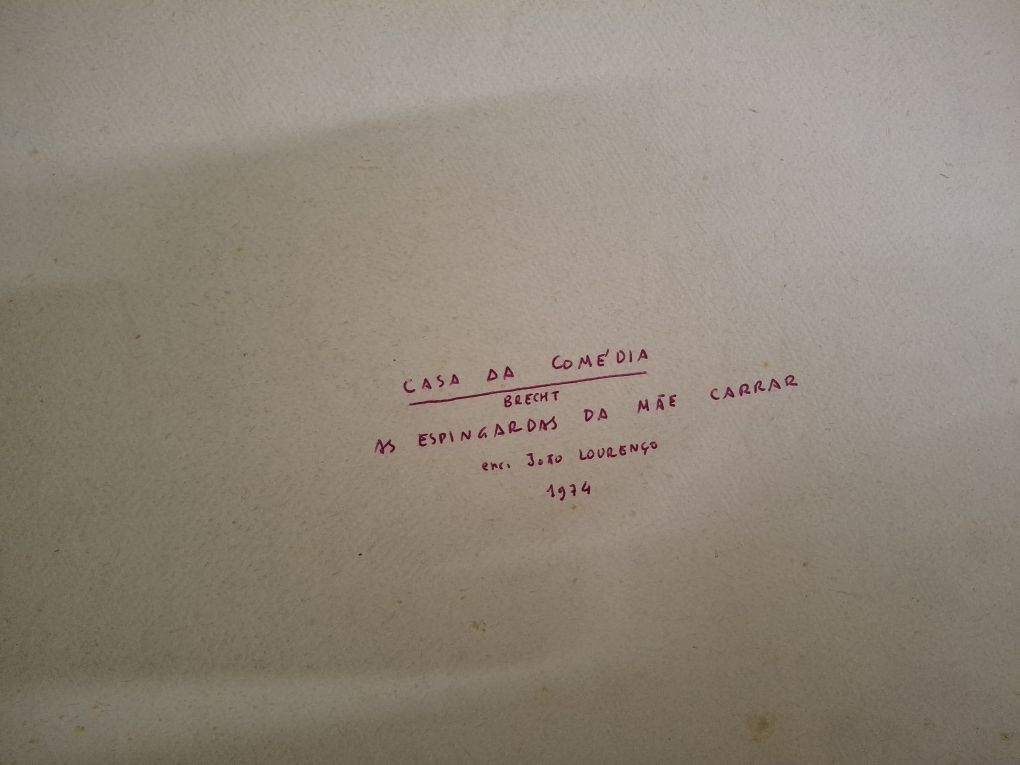 CASA DA COMÉDIA
BRECHT
AS ESPINGARDAS DA MÃE CARRAR
enc. JOÃO LOURENÇO
1974